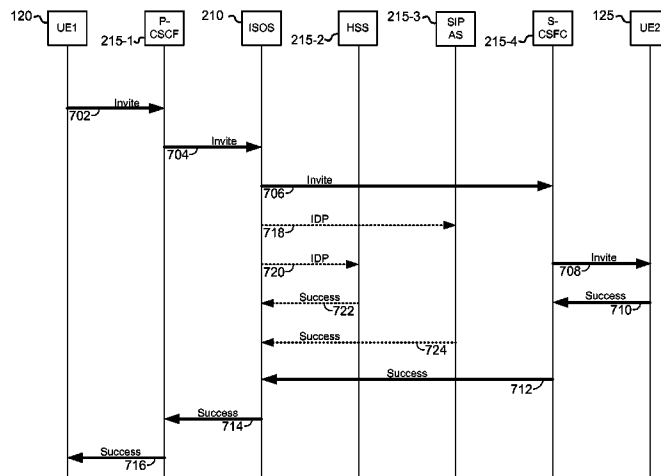 120
UE1
P-
CSCF
215-1
210
ISOS
215-2
HSS
215-3
SIP
AS
215-4
S-
CSFC
125
UE2
Invite
702
Invite
704
Invite
706
IDP
718
IDP
720
Invite
708
Success
722
Success
710
Success
724
712
Success
714
Success
716